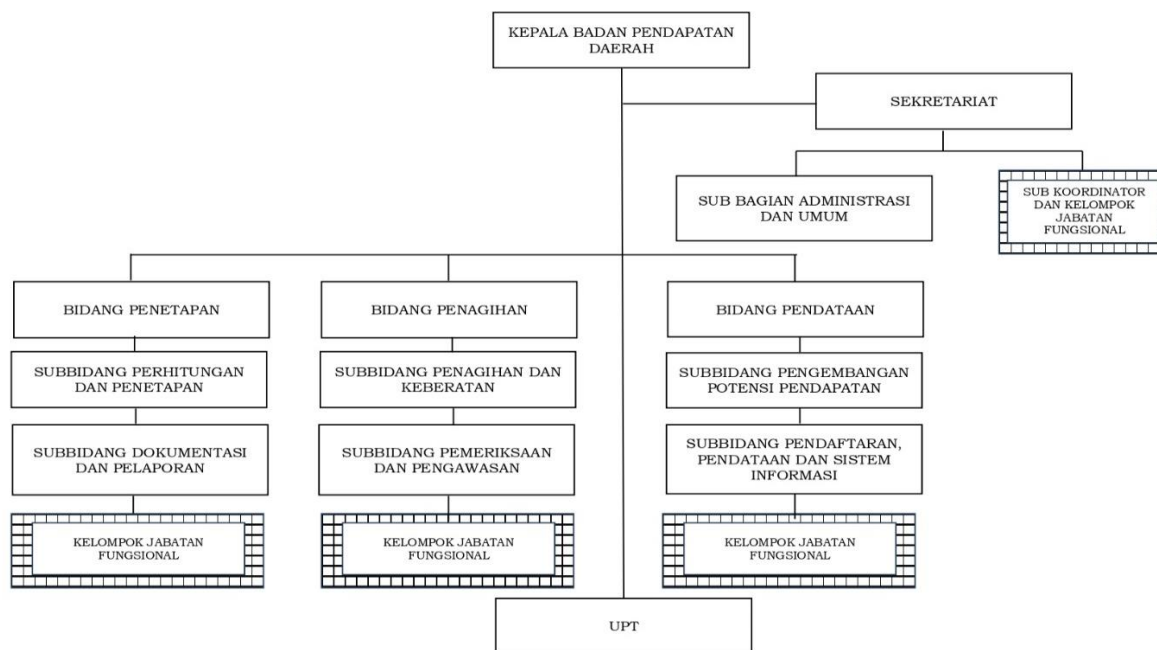 KEPALA BADAN PENDAPATAN
DAERAH
SEKRETARIAT
SUB BAGIAN ADMINISTRASI
DAN UMUM
SUB KOORDINATOR
DAN KELOMPOK
JABATAN
FUNGSIONAL
BIDANG PENETAPAN
BIDANG PENAGIHAN
BIDANG PENDATAAN
SUBBIDANG PERHITUNGAN
DAN PENETAPAN
SUBBIDANG PENAGIHAN DAN
KEBERATAN
SUBBIDANG PENGEMBANGAN
POTENSI PENDAPATAN
SUBBIDANG DOKUMENTASI
DAN PELAPORAN
SUBBIDANG PEMERIKSAAN
DAN PENGAWASAN
SUBBIDANG PENDAFTARAN,
PENDATAAN DAN SISTEM
INFORMASI
KELOMPOK JABATAN
FUNGSIONAL
KELOMPOK JABATAN
FUNGSIONAL
KELOMPOK JABATAN
FUNGSIONAL
UPT